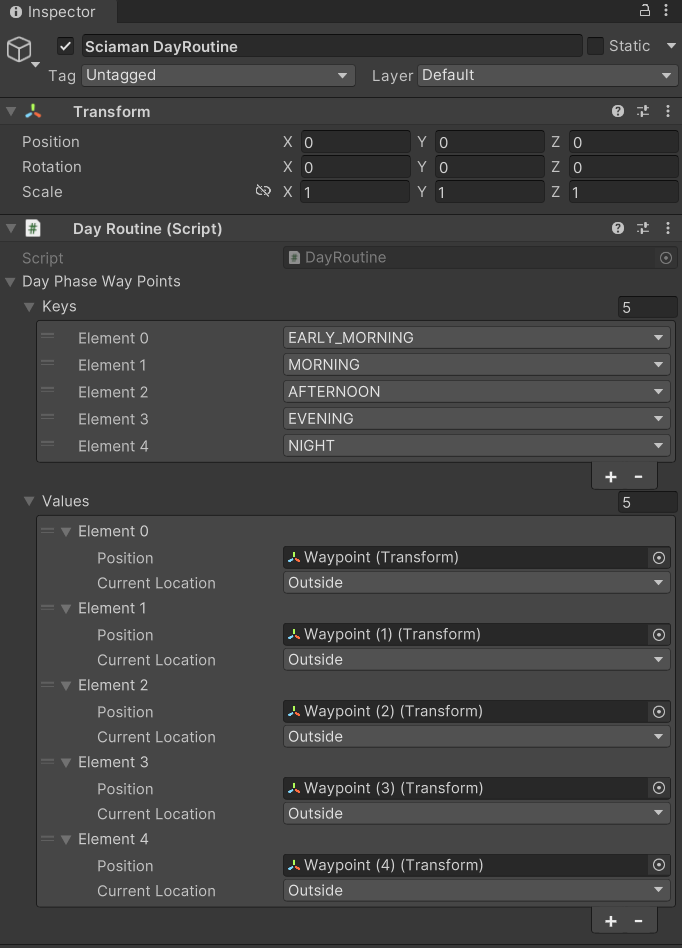 Inspector
Sciaman DayRoutine Static
Tag Untagged Layer Default
Transform
Position X 0 Y 0 Z 0
Rotation X 0 Y 0 Z 0
Scale X 1 Y 1 Z 1
# Day Routine (Script)
Script # DayRoutine
Day Phase Way Points
Keys 5
Element 0 EARLY_MORNING
Element 1 MORNING
Element 2 AFTERNOON
Element 3 EVENING
Element 4 NIGHT
+ -
Values 5
Element 0
Position Waypoint (Transform)
Current Location Outside
Element 1
Position Waypoint (1) (Transform)
Current Location Outside
Element 2
Position Waypoint (2) (Transform)
Current Location Outside
Element 3
Position Waypoint (3) (Transform)
Current Location Outside
Element 4
Position Waypoint (4) (Transform)
Current Location Outside
+ -